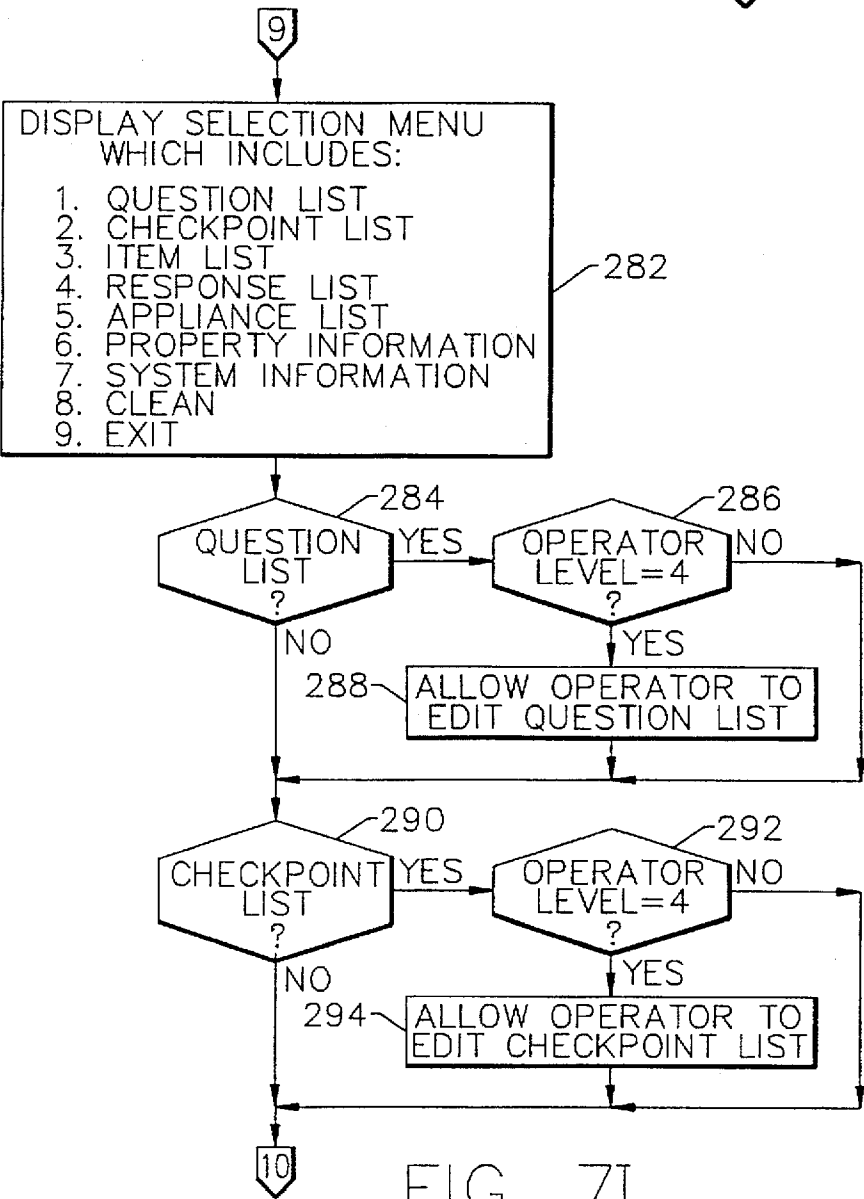 9
DISPLAY SELECTION MENU
WHICH INCLUDES:
1. QUESTION LIST
2. CHECKPOINT LIST
3. ITEM LIST
4. RESPONSE LIST
5. APPLIANCE LIST
6. PROPERTY INFORMATION
7. SYSTEM INFORMATION
8. CLEAN
9. EXIT
282
284
QUESTION
LIST
?
YES
NO
286
OPERATOR
LEVEL=4
?
NO
YES
288
ALLOW OPERATOR TO
EDIT QUESTION LIST
290
CHECKPOINT
LIST
?
YES
NO
292
OPERATOR
LEVEL=4
?
NO
YES
294
ALLOW OPERATOR TO
EDIT CHECKPOINT LIST
10
FIG. 7I